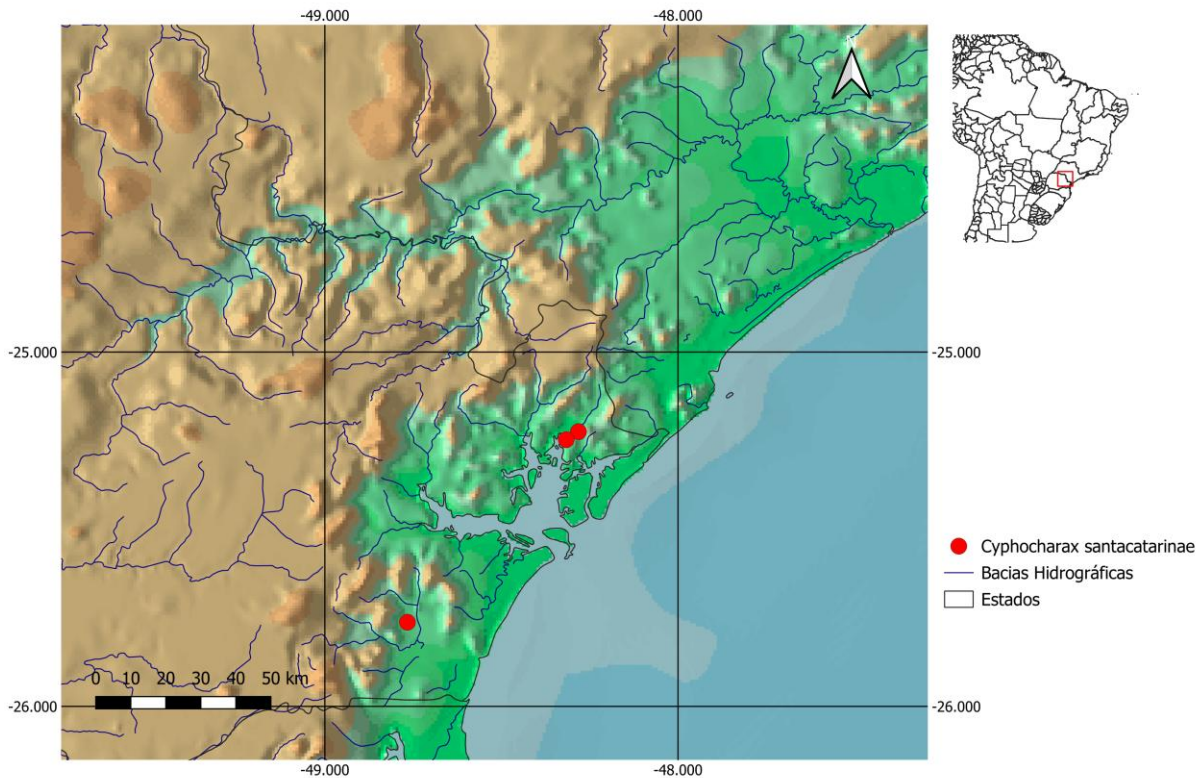 -49.000
-48.000
-25.000
-25.000
Cyphocharax santacatarinae
Bacias Hidrográficas
Estados
0 10 20 30 40 50 km
-26.000
-26.000
-49.000
-48.000